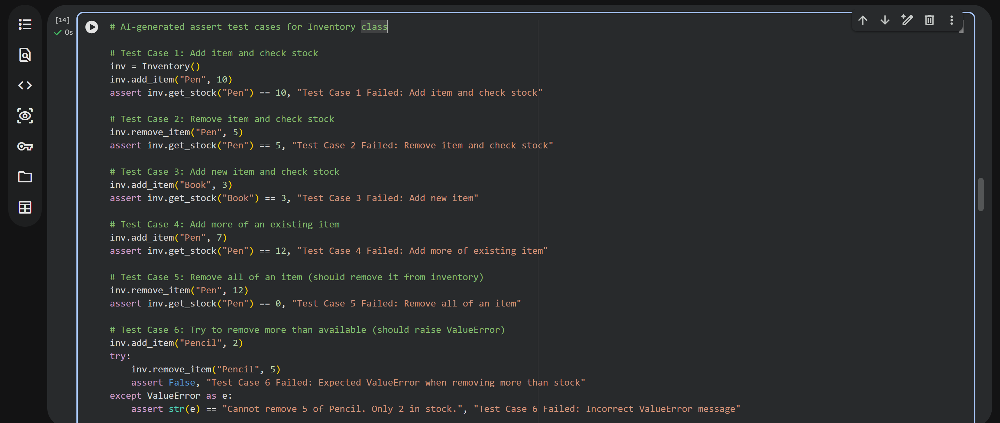 [14]
0s
# AI-generated assert test cases for Inventory class
# Test Case 1: Add item and check stock
inv = Inventory()
inv.add_item("Pen", 10)
assert inv.get_stock("Pen") == 10, "Test Case 1 Failed: Add item and check stock"
# Test Case 2: Remove item and check stock
inv.remove_item("Pen", 5)
assert inv.get_stock("Pen") == 5, "Test Case 2 Failed: Remove item and check stock"
# Test Case 3: Add new item and check stock
inv.add_item("Book", 3)
assert inv.get_stock("Book") == 3, "Test Case 3 Failed: Add new item"
# Test Case 4: Add more of an existing item
inv.add_item("Pen", 7)
assert inv.get_stock("Pen") == 12, "Test Case 4 Failed: Add more of existing item"
# Test Case 5: Remove all of an item (should remove it from inventory)
inv.remove_item("Pen", 12)
assert inv.get_stock("Pen") == 0, "Test Case 5 Failed: Remove all of an item"
# Test Case 6: Try to remove more than available (should raise ValueError)
inv.add_item("Pencil", 2)
try:
    inv.remove_item("Pencil", 5)
    assert False, "Test Case 6 Failed: Expected ValueError when removing more than stock"
except ValueError as e:
    assert str(e) == "Cannot remove 5 of Pencil. Only 2 in stock.", "Test Case 6 Failed: Incorrect ValueError message"